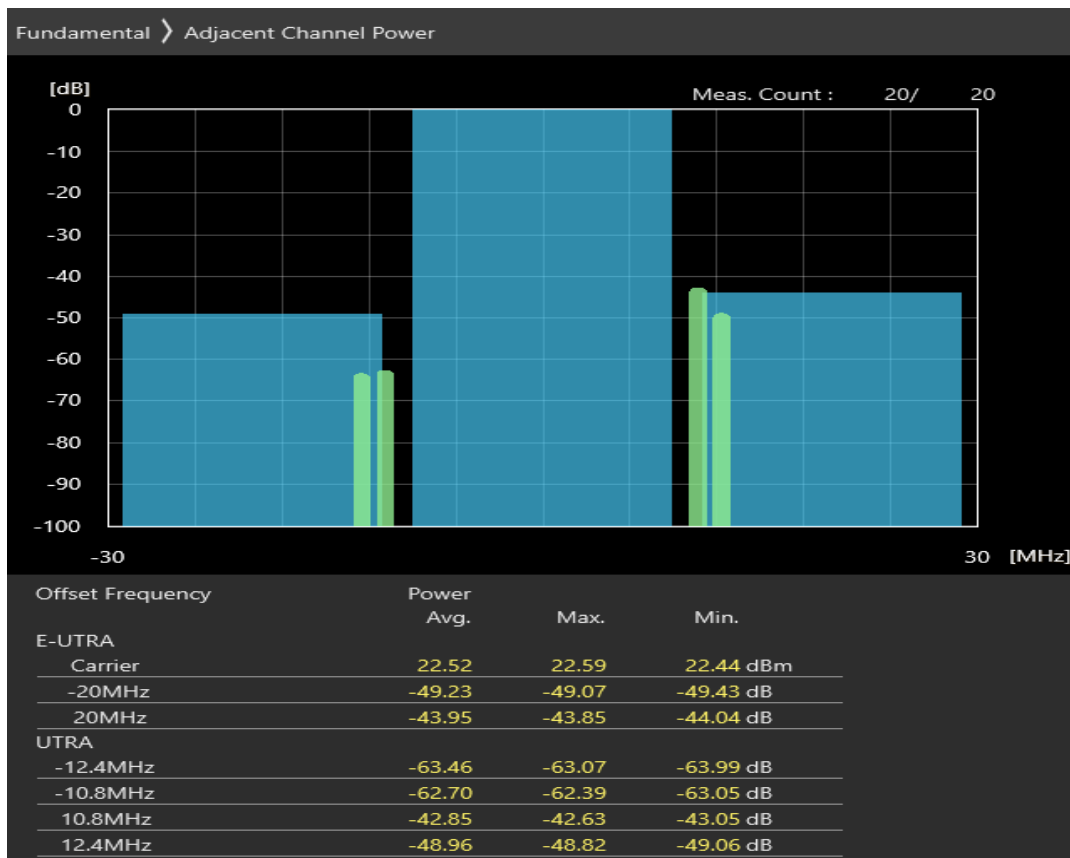 Fundamental 〉 Adjacent Channel Power
[dB]
Meas. Count : 20/ 20
0
-10
-20
-30
-40
-50
-60
-70
-80
-90
-100
-30 30 [MHz]
Offset Frequency Power
Avg. Max. Min.
E-UTRA
Carrier 22.52 22.59 22.44 dBm
-20MHz -49.23 -49.07 -49.43 dB
20MHz -43.95 -43.85 -44.04 dB
UTRA
-12.4MHz -63.46 -63.07 -63.99 dB
-10.8MHz -62.70 -62.39 -63.05 dB
10.8MHz -42.85 -42.63 -43.05 dB
12.4MHz -48.96 -48.82 -49.06 dB